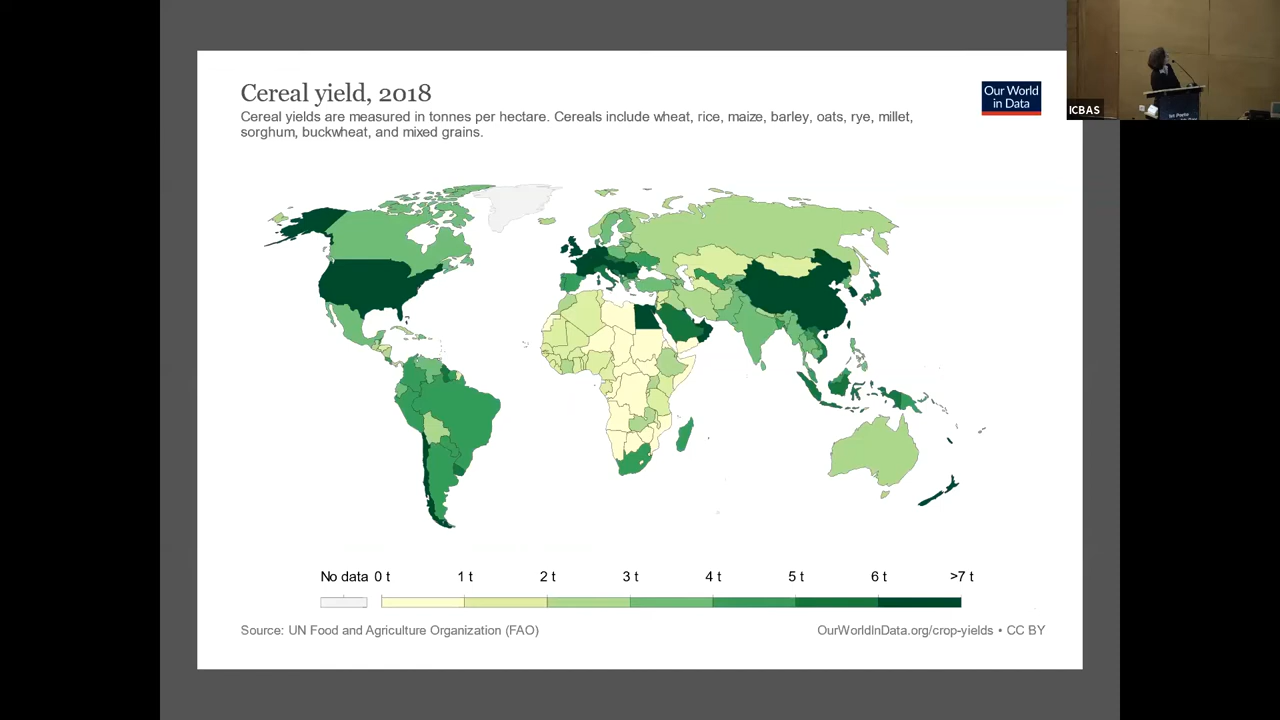 Cereal yield, 2018
Cereal yields are measured in tonnes per hectare. Cereals include wheat, rice, maize, barley, oats, rye, millet,
sorghum, buckwheat, and mixed grains.
Our World
in Data
ICBAS
No data 0 t 1 t 2 t 3 t 4 t 5 t 6 t >7 t
Source: UN Food and Agriculture Organization (FAO)
OurWorldInData.org/crop-yields • CC BY